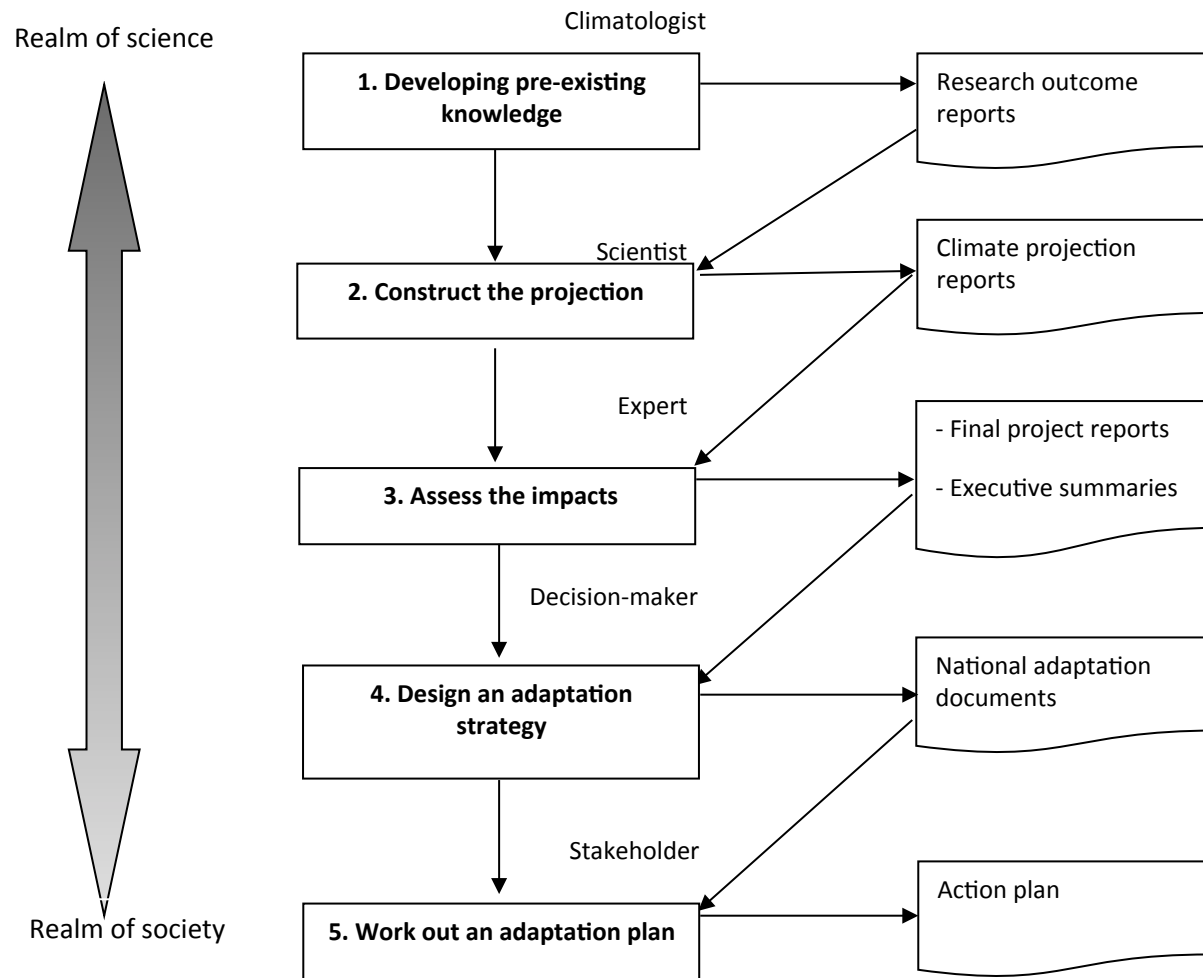 Climatologist
Realm of science
1. Developing pre-existing
knowledge
Research outcome
reports
Scientist
2. Construct the projection
Climate projection
reports
Expert
3. Assess the impacts
- Final project reports
- Executive summaries
Decision-maker
4. Design an adaptation
strategy
National adaptation
documents
Stakeholder
5. Work out an adaptation plan
Action plan
Realm of society